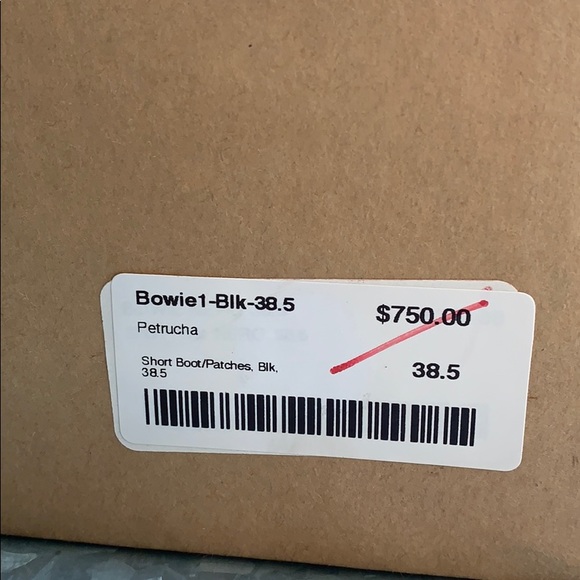 Bowie1-Blk-38.5
$750.00
Petrucha
Short Boot/Patches, Blk,
38.5
38.5